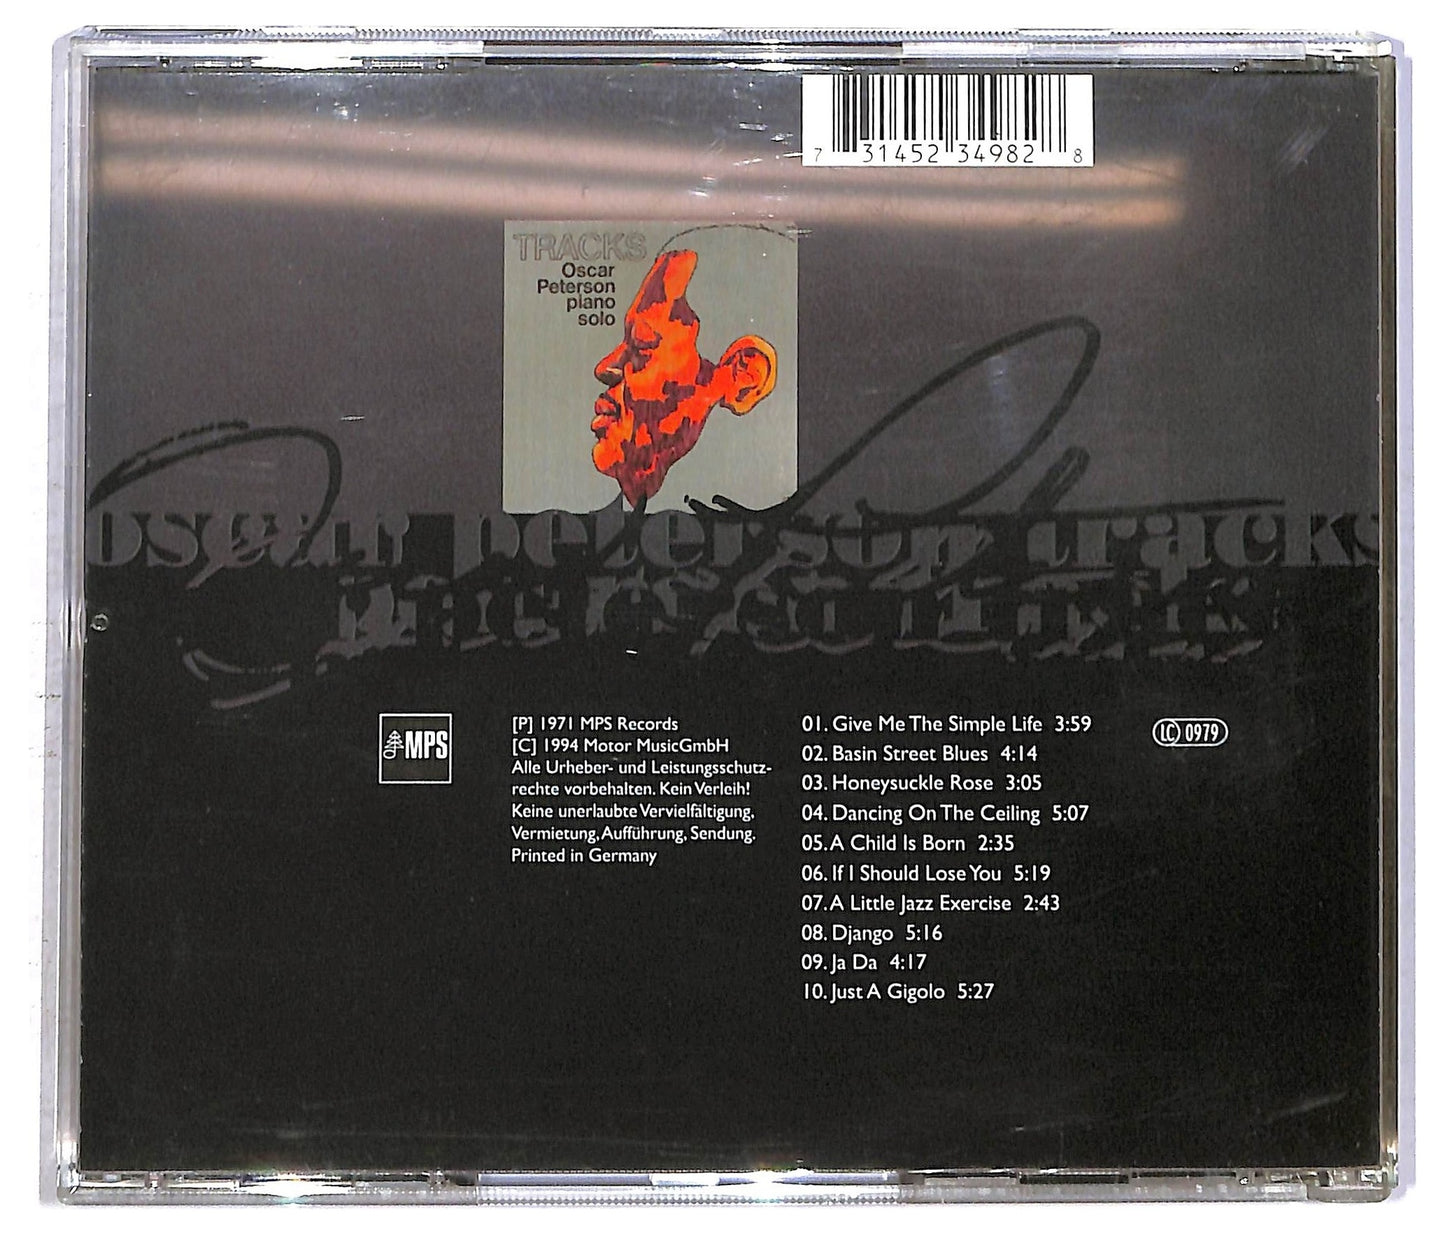 7 31452 34982 8
TRACKS
Oscar
Peterson
piano
solo
oscar peterson tracks
MPS
[P] 1971 MPS Records
[C] 1994 Motor MusicGmbH
Alle Urheber- und Leistungsschutz-
rechte vorbehalten. Kein Verleih!
Keine unerlaubte Vervielfältigung,
Vermietung, Aufführung, Sendung.
Printed in Germany
01. Give Me The Simple Life 3:59
02. Basin Street Blues 4:14
03. Honeysuckle Rose 3:05
04. Dancing On The Ceiling 5:07
05. A Child Is Born 2:35
06. If I Should Lose You 5:19
07. A Little Jazz Exercise 2:43
08. Django 5:16
09. Ja Da 4:17
10. Just A Gigolo 5:27
LC 0979